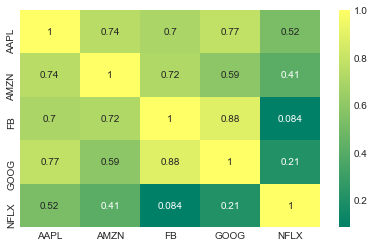 AAPL 1 0.74 0.7 0.77 0.52
AMZN 0.74 1 0.72 0.59 0.41
FB 0.7 0.72 1 0.88 0.084
GOOG 0.77 0.59 0.88 1 0.21
NFLX 0.52 0.41 0.084 0.21 1
AAPL AMZN FB GOOG NFLX
1.0
0.8
0.6
0.4
0.2